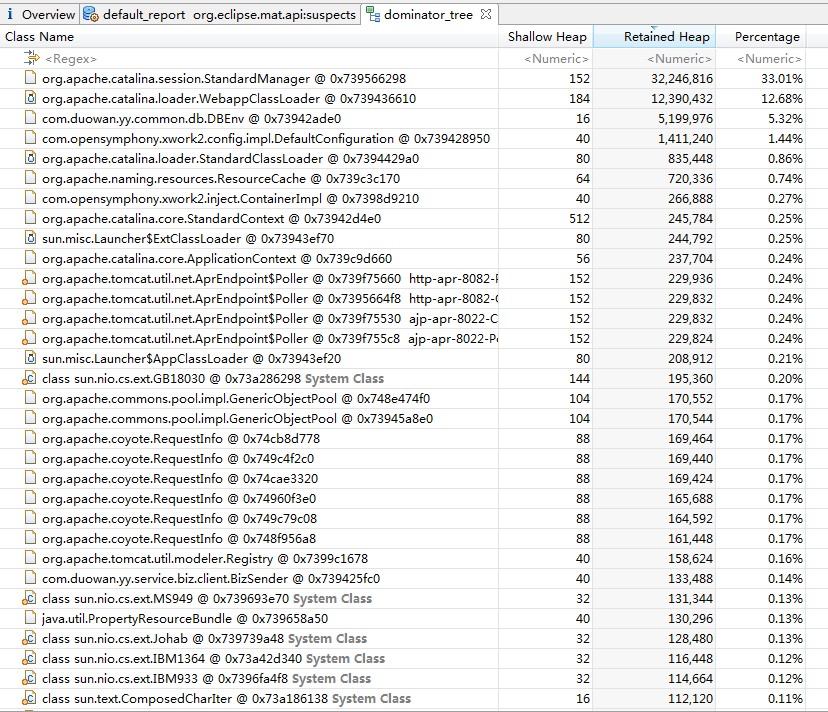 Overview default_report org.eclipse.mat.api:suspects dominator_tree
Class Name Shallow Heap Retained Heap Percentage
<Regex> <Numeric> <Numeric> <Numeric>
org.apache.catalina.session.StandardManager @ 0x739566298 152 32,246,816 33.01%
org.apache.catalina.loader.WebappClassLoader @ 0x739436610 184 12,390,432 12.68%
com.duowan.yy.common.db.DBEnv @ 0x73942ade0 16 5,199,976 5.32%
com.opensymphony.xwork2.config.impl.DefaultConfiguration @ 0x739428950 40 1,411,240 1.44%
org.apache.catalina.loader.StandardClassLoader @ 0x7394429a0 80 835,448 0.86%
org.apache.naming.resources.ResourceCache @ 0x739c3c170 64 720,336 0.74%
com.opensymphony.xwork2.inject.ContainerImpl @ 0x7398d9210 40 266,888 0.27%
org.apache.catalina.core.StandardContext @ 0x73942d4e0 512 245,784 0.25%
sun.misc.Launcher$ExtClassLoader @ 0x73943ef70 80 244,792 0.25%
org.apache.catalina.core.ApplicationContext @ 0x739c9d660 56 237,704 0.24%
org.apache.tomcat.util.net.AprEndpoint$Poller @ 0x739f75660 http-apr-8082-P 152 229,936 0.24%
org.apache.tomcat.util.net.AprEndpoint$Poller @ 0x7395664f8 http-apr-8082-C 152 229,832 0.24%
org.apache.tomcat.util.net.AprEndpoint$Poller @ 0x739f75530 ajp-apr-8022-C 152 229,832 0.24%
org.apache.tomcat.util.net.AprEndpoint$Poller @ 0x739f755c8 ajp-apr-8022-Po 152 229,824 0.24%
sun.misc.Launcher$AppClassLoader @ 0x73943ef20 80 208,912 0.21%
class sun.nio.cs.ext.GB18030 @ 0x73a286298 System Class 144 195,360 0.20%
org.apache.commons.pool.impl.GenericObjectPool @ 0x748e474f0 104 170,552 0.17%
org.apache.commons.pool.impl.GenericObjectPool @ 0x73945a8e0 104 170,544 0.17%
org.apache.coyote.RequestInfo @ 0x74cb8d778 88 169,464 0.17%
org.apache.coyote.RequestInfo @ 0x749c4f2c0 88 169,440 0.17%
org.apache.coyote.RequestInfo @ 0x74cae3320 88 169,424 0.17%
org.apache.coyote.RequestInfo @ 0x74960f3e0 88 165,688 0.17%
org.apache.coyote.RequestInfo @ 0x749c79c08 88 164,592 0.17%
org.apache.coyote.RequestInfo @ 0x748f956a8 88 161,448 0.17%
org.apache.tomcat.util.modeler.Registry @ 0x7399c1678 40 158,624 0.16%
com.duowan.yy.service.biz.client.BizSender @ 0x739425fc0 40 133,488 0.14%
class sun.nio.cs.ext.MS949 @ 0x739693e70 System Class 32 131,344 0.13%
java.util.PropertyResourceBundle @ 0x739658a50 40 130,296 0.13%
class sun.nio.cs.ext.Johab @ 0x739739a48 System Class 32 128,480 0.13%
class sun.nio.cs.ext.IBM1364 @ 0x73a42d340 System Class 32 116,448 0.12%
class sun.nio.cs.ext.IBM933 @ 0x7396fa4f8 System Class 32 114,664 0.12%
class sun.text.ComposedCharIter @ 0x73a186138 System Class 16 112,120 0.11%